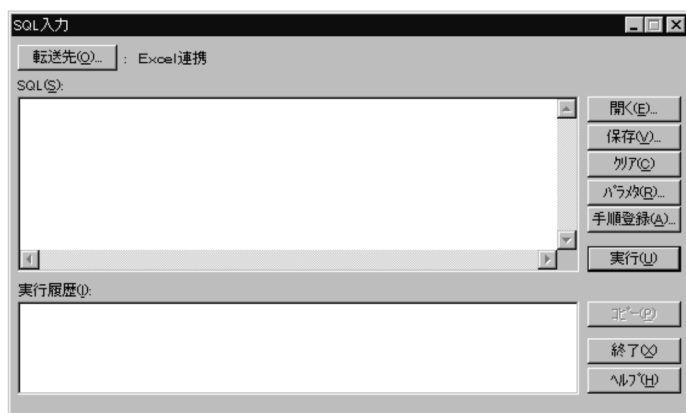 SQL入力
転送先(O)... : Excel連携
SQL(S):
開く(E)...
保存(V)...
ｸﾘｱ(C)
ﾊﾟﾗﾒﾀ(R)...
手順登録(A)...
実行(U)
実行履歴(I):
ｺﾋﾟｰ(P)
終了(X)
ﾍﾙﾌﾟ(H)